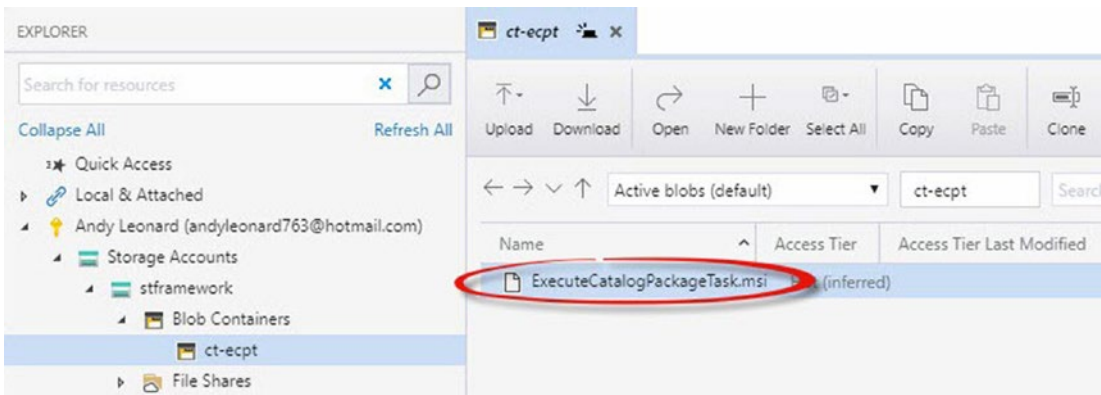 EXPLORER
Search for resources
Collapse All Refresh All
Quick Access
Local & Attached
Andy Leonard (andyleonard763@hotmail.com)
Storage Accounts
stframework
Blob Containers
ct-ecpt
File Shares
ct-ecpt
Upload Download Open New Folder Select All Copy Paste Clone
Active blobs (default) ct-ecpt
Name Access Tier Access Tier Last Modified
ExecuteCatalogPackageTask.msi (inferred)